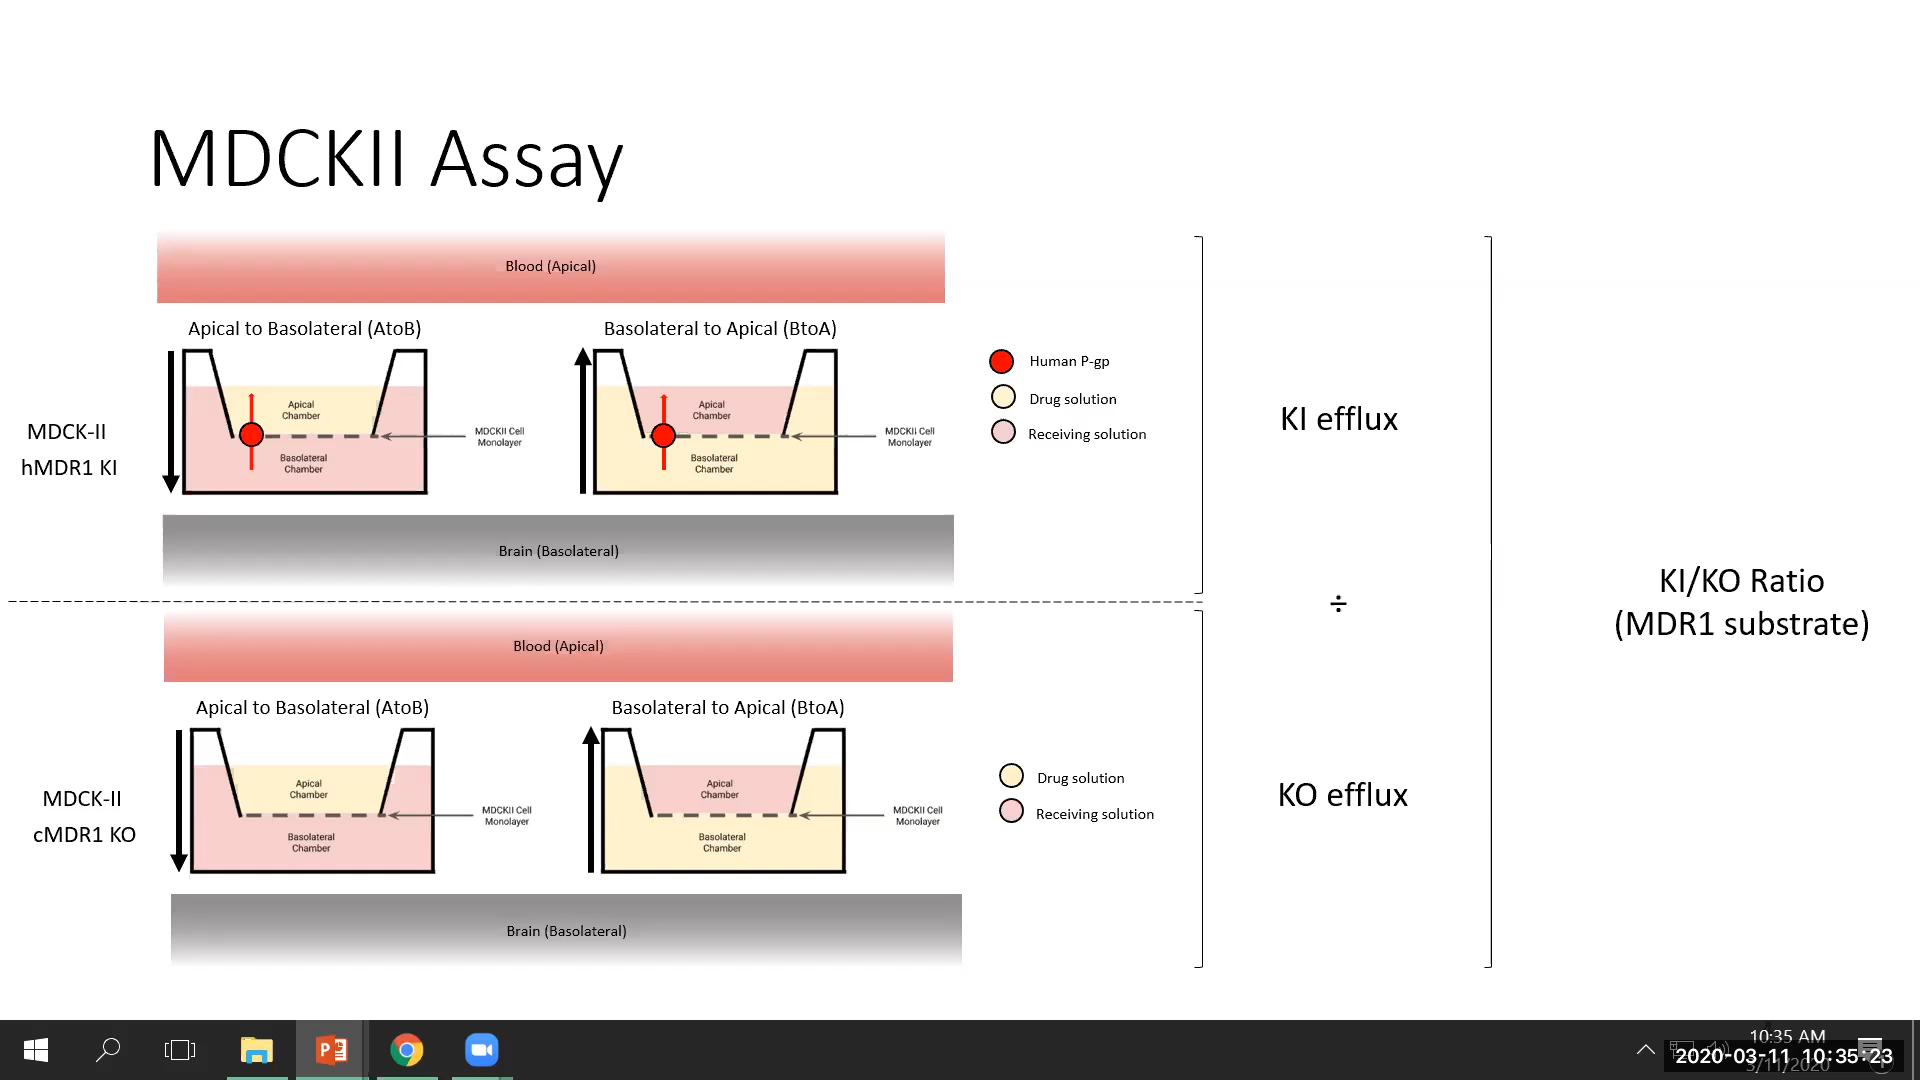 MDCKII Assay
Blood (Apical)
Apical to Basolateral (AtoB)
Basolateral to Apical (BtoA)
MDCK-II
hMDR1 KI
Apical
Chamber
Basolateral
Chamber
MDCKII Cell
Monolayer
Apical
Chamber
Basolateral
Chamber
MDCKII Cell
Monolayer
Human P-gp
Drug solution
Receiving solution
Brain (Basolateral)
KI efflux
÷
KO efflux
KI/KO Ratio
(MDR1 substrate)
Blood (Apical)
Apical to Basolateral (AtoB)
Basolateral to Apical (BtoA)
MDCK-II
cMDR1 KO
Apical
Chamber
Basolateral
Chamber
MDCKII Cell
Monolayer
Apical
Chamber
Basolateral
Chamber
MDCKII Cell
Monolayer
Drug solution
Receiving solution
Brain (Basolateral)
10:35 AM
2020-03-11 10:35:23
3/11/2020